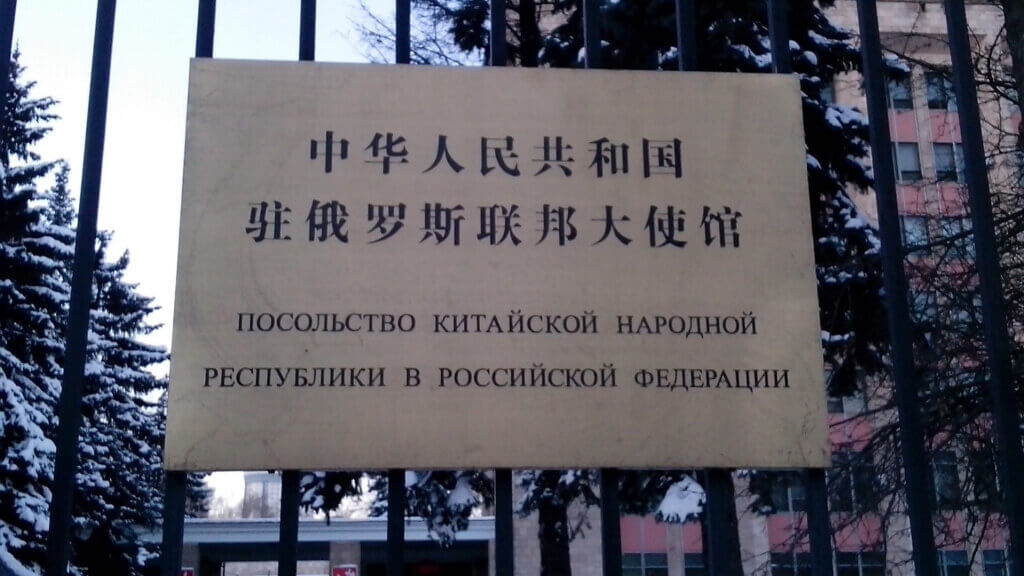 中华人民共和国
驻俄罗斯联邦大使馆
ПОСОЛЬСТВО КИТАЙСКОЙ НАРОДНОЙ
РЕСПУБЛИКИ В РОССИЙСКОЙ ФЕДЕРАЦИИ